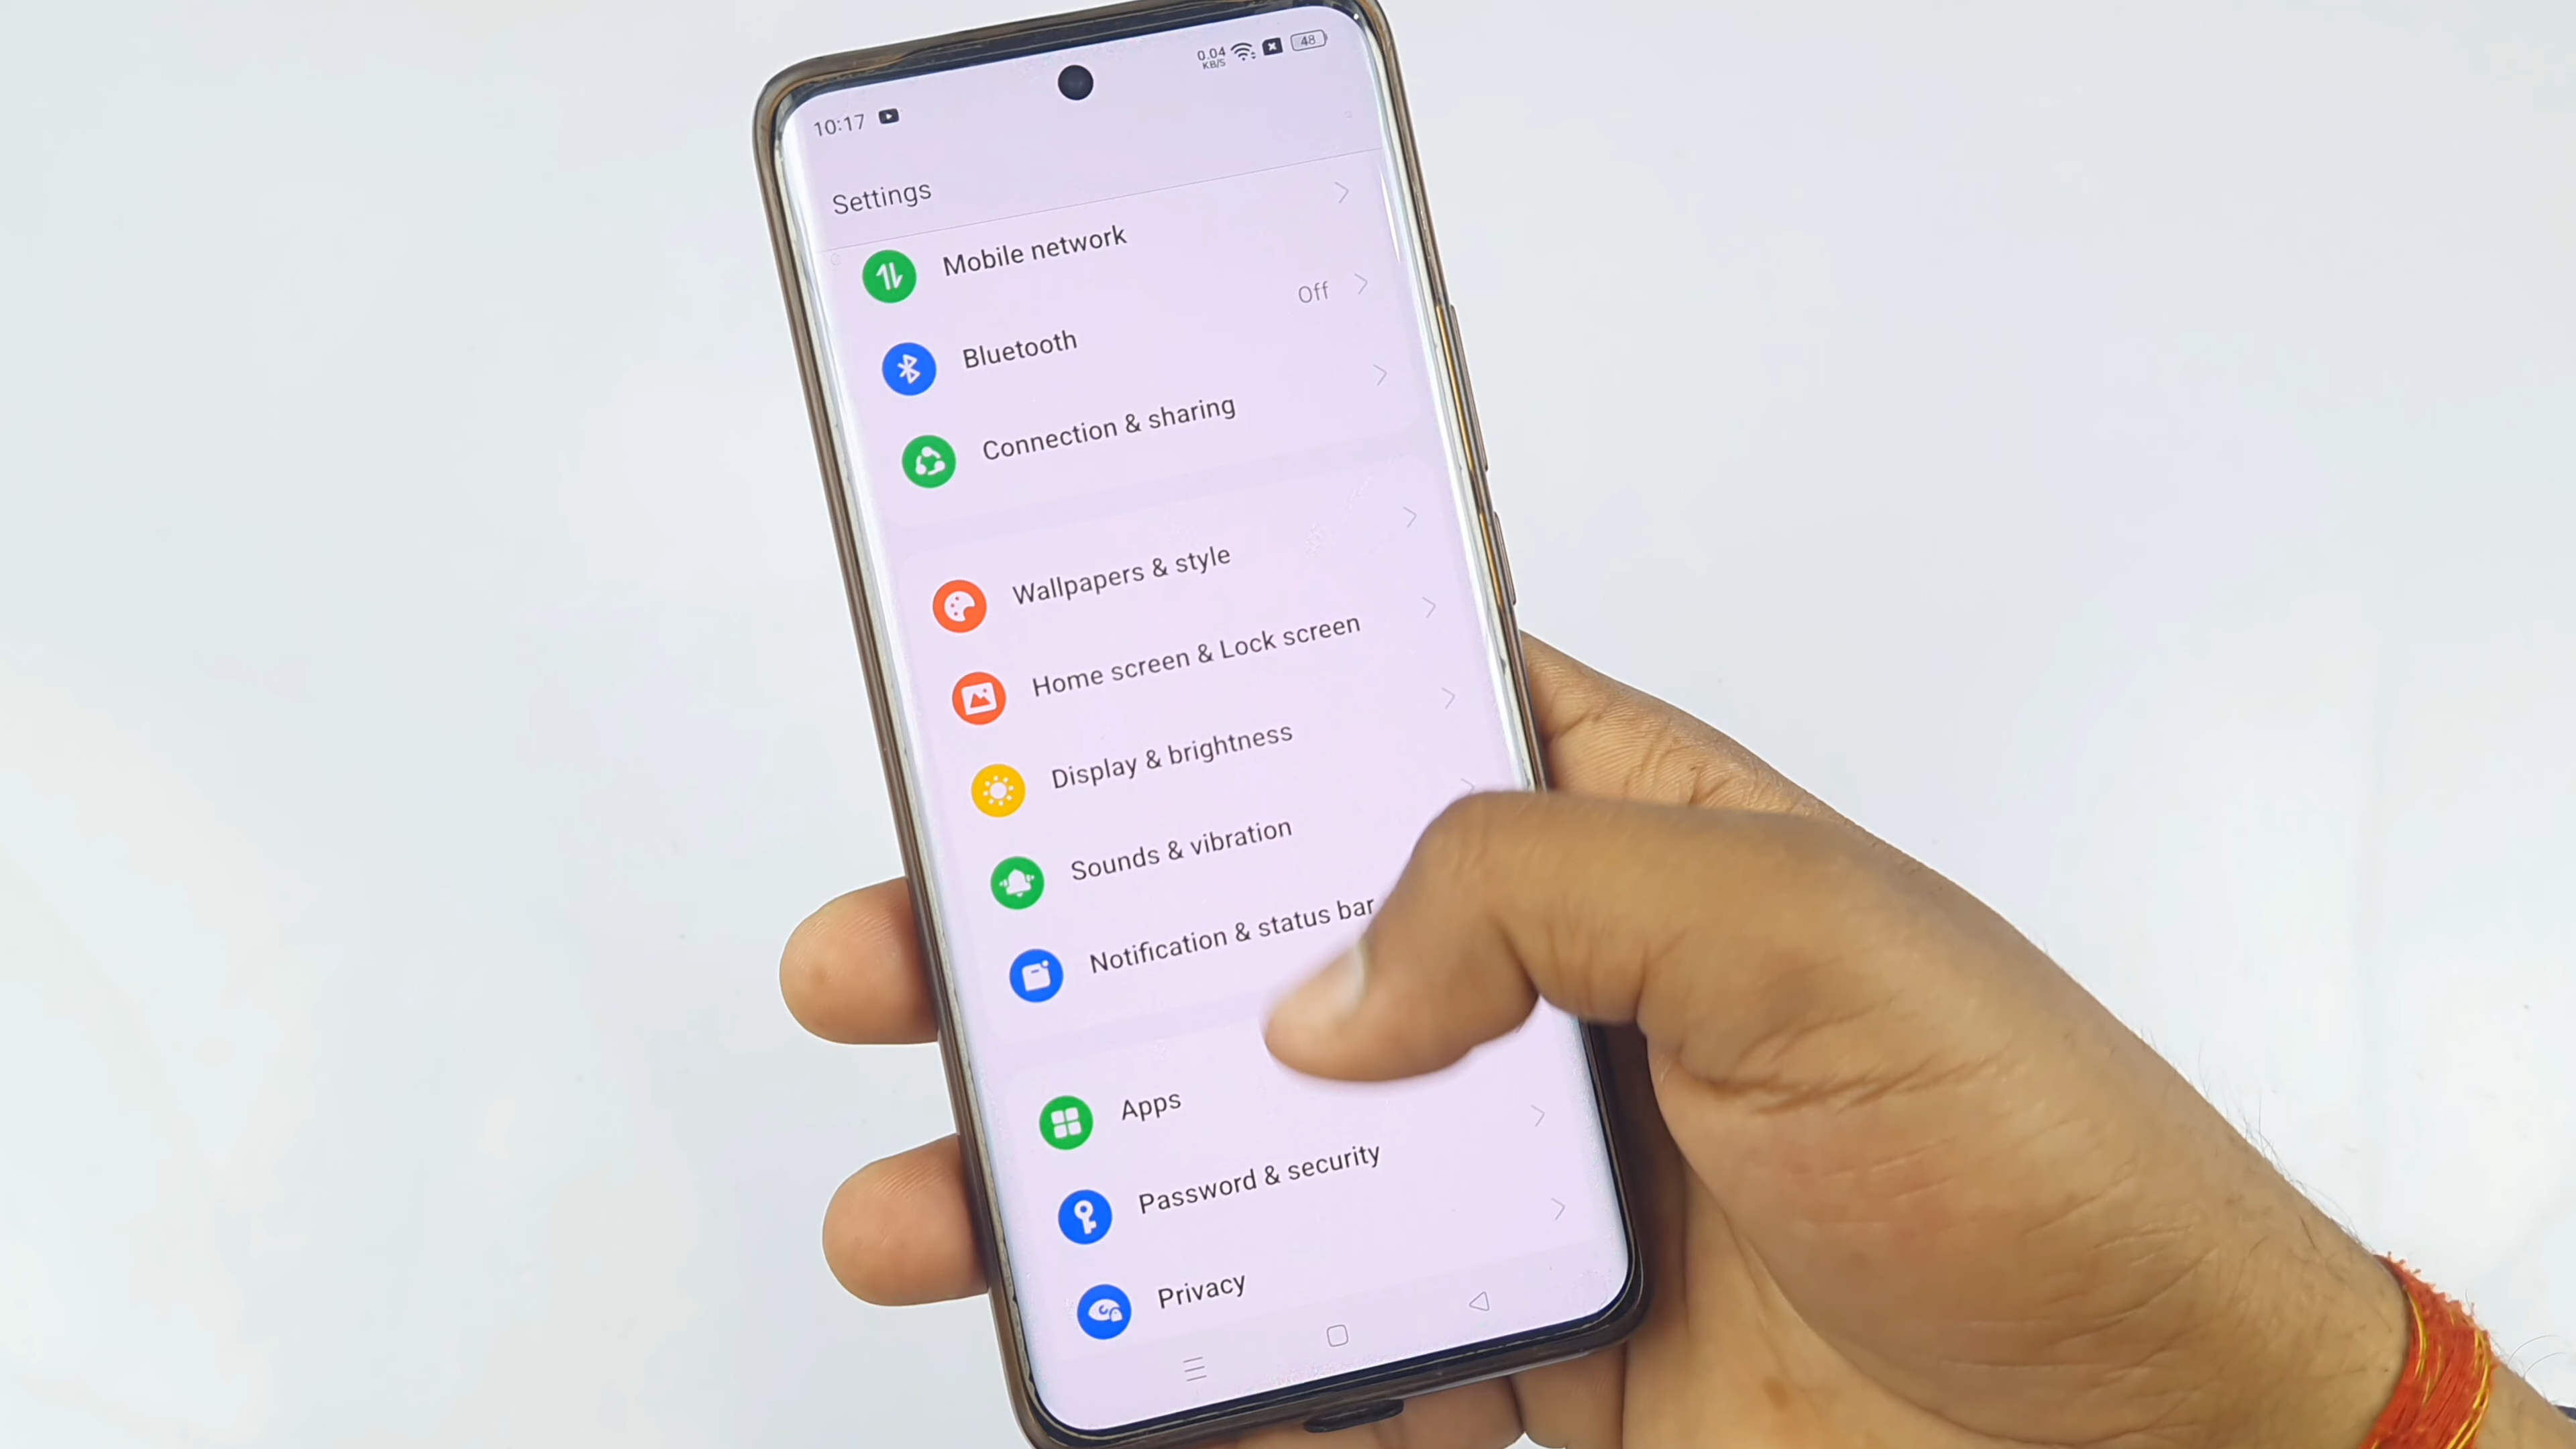 10:17
0.04
KB/S
48
Settings
Mobile network
Bluetooth
Off
Connection & sharing
Wallpapers & style
Home screen & Lock screen
Display & brightness
Sounds & vibration
Notification & status bar
Apps
Password & security
Privacy